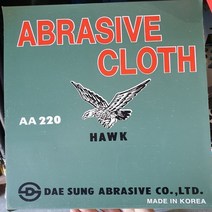 ABRASIVE
CLOTH
AA 220
HAWK
DAE SUNG ABRASIVE CO.,LTD.
MADE IN KOREA